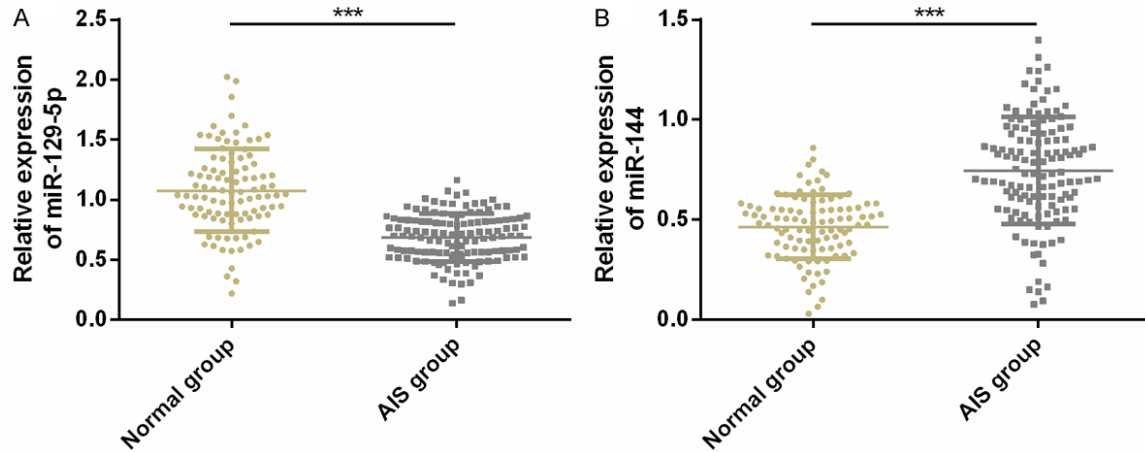 A
***
Relative expression
of miR-129-5p
2.5
2.0
1.5
1.0
0.5
0.0
Normal group
AIS group
B
***
Relative expression
of miR-144
1.5
1.0
0.5
0.0
Normal group
AIS group